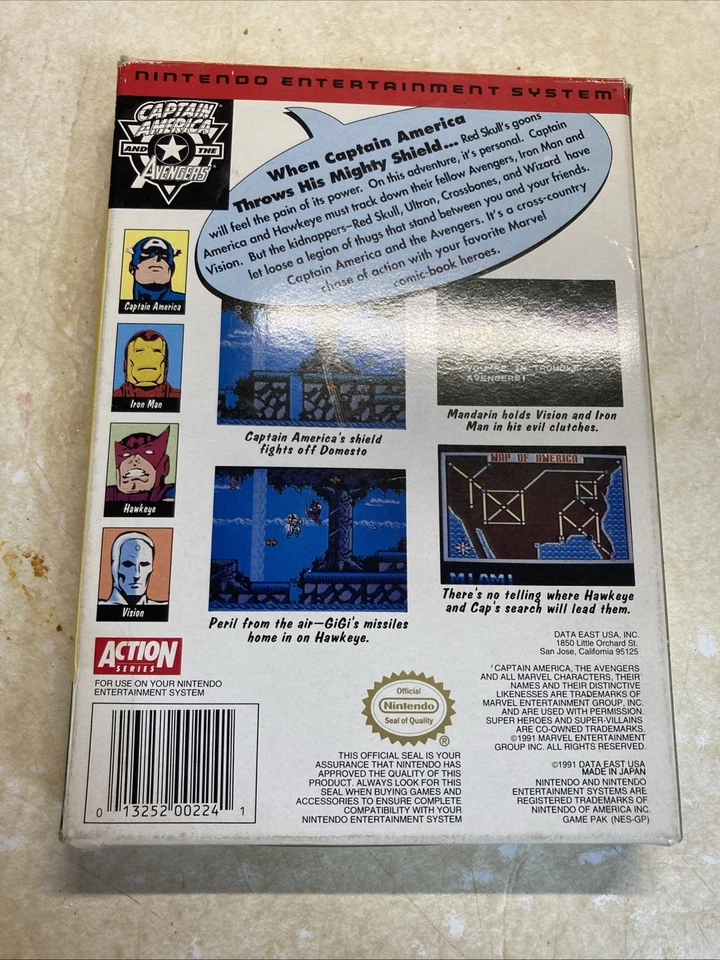 NINTENDO ENTERTAINMENT SYSTEM®
CAPTAIN
AMERICA
AND THE
AVENGERS
When Captain America
Throws His Mighty Shield... Red Skull's goons
will feel the pain of its power. On this adventure, it's personal. Captain
America and Hawkeye must track down their fellow Avengers, Iron Man and
Vision. But the kidnappers–Red Skull, Ultron, Crossbones, and Wizard have
let loose a legion of thugs that stand between you and your friends.
Captain America and the Avengers. It's a cross-country
chase of action with your favorite Marvel
comic-book heroes.
Captain America
Iron Man
Hawkeye
Vision
Captain America's shield
fights off Domesto
YOU'RE IN TROUBLE
AVENGERS!
Mandarin holds Vision and Iron
Man in his evil clutches.
Peril from the air—GiGi's missiles
home in on Hawkeye.
MAP OF AMERICA
MIAMI
There's no telling where Hawkeye
and Cap's search will lead them.
ACTION
SERIES
FOR USE ON YOUR NINTENDO
ENTERTAINMENT SYSTEM
0 13252 00224 1
Official
Nintendo
Seal of Quality
®
THIS OFFICIAL SEAL IS YOUR
ASSURANCE THAT NINTENDO HAS
APPROVED THE QUALITY OF THIS
PRODUCT. ALWAYS LOOK FOR THIS
SEAL WHEN BUYING GAMES AND
ACCESSORIES TO ENSURE COMPLETE
COMPATIBILITY WITH YOUR
NINTENDO ENTERTAINMENT SYSTEM
DATA EAST USA, INC.
1850 Little Orchard St.
San Jose, California 95125
'CAPTAIN AMERICA, THE AVENGERS
AND ALL MARVEL CHARACTERS, THEIR
NAMES AND THEIR DISTINCTIVE
LIKENESSES ARE TRADEMARKS OF
MARVEL ENTERTAINMENT GROUP, INC.
AND ARE USED WITH PERMISSION.
SUPER HEROES AND SUPER-VILLAINS
ARE CO-OWNED TRADEMARKS.
©1991 MARVEL ENTERTAINMENT
GROUP INC. ALL RIGHTS RESERVED.
©1991 DATA EAST USA
MADE IN JAPAN
NINTENDO AND NINTENDO
ENTERTAINMENT SYSTEMS ARE
REGISTERED TRADEMARKS OF
NINTENDO OF AMERICA INC.
GAME PAK (NES-GP)